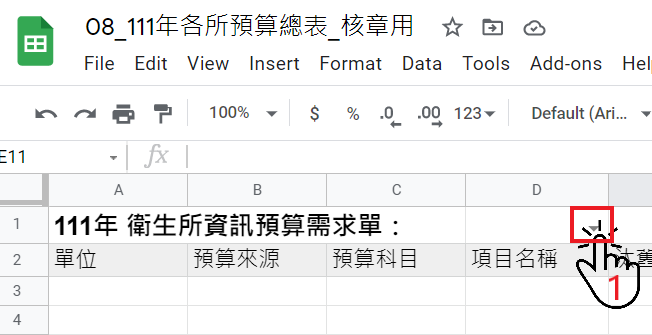 08_111年各所預算總表_核章用
File Edit View Insert Format Data Tools Add-ons Hel
100% $ % .0 .00 123 Default (Ari...
E11 fx
A B C D
1 111年 衛生所資訊預算需求單：
2 單位 預算來源 預算科目 項目名稱 汰舊
3 1
4